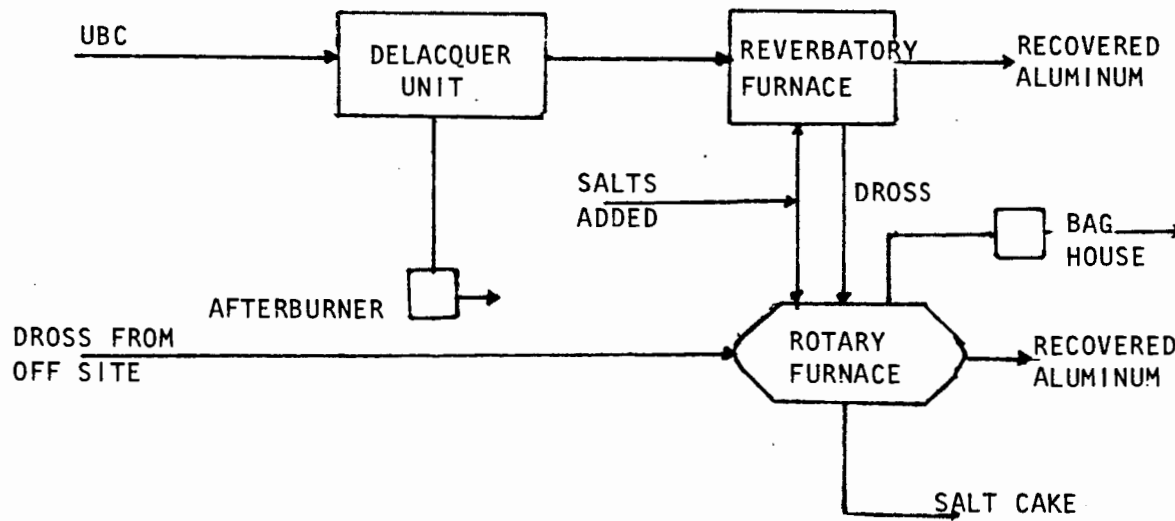 UBC
DELACQUER
UNIT
REVERBATORY
FURNACE
RECOVERED
ALUMINUM
SALTS
ADDED
DROSS
BAG
HOUSE
AFTERBURNER
DROSS FROM
OFF SITE
ROTARY
FURNACE
RECOVERED
ALUMINUM
SALT CAKE